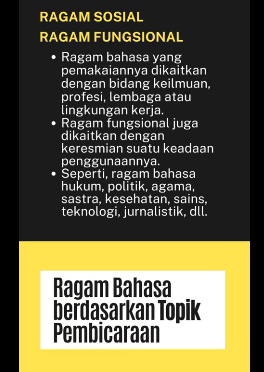 RAGAM SOSIAL
RAGAM FUNGSIONAL
• Ragam bahasa yang
pemakaiannya dikaitkan
dengan bidang keilmuan,
profesi, lembaga atau
lingkungan kerja.
• Ragam fungsional juga
dikaitkan dengan
keresmian suatu keadaan
penggunaannya.
• Seperti, ragam bahasa
hukum, politik, agama,
sastra, kesehatan, sains,
teknologi, jurnalistik, dll.
Ragam Bahasa
berdasarkan Topik
Pembicaraan